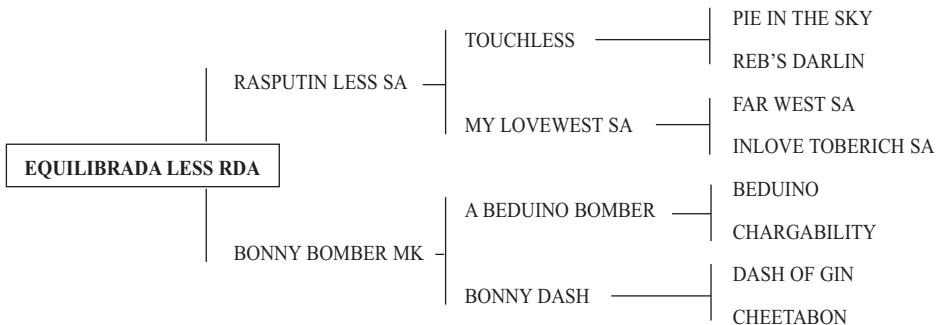 PIE IN THE SKY
TOUCHLESS
REB'S DARLIN
RASPUTIN LESS SA
FAR WEST SA
MY LOVEWEST SA
INLOVE TOBERICH SA
EQUILIBRADA LESS RDA
BEDUINO
A BEDUINO BOMBER
CHARGABILITY
BONNY BOMBER MK
DASH OF GIN
BONNY DASH
CHEETABON